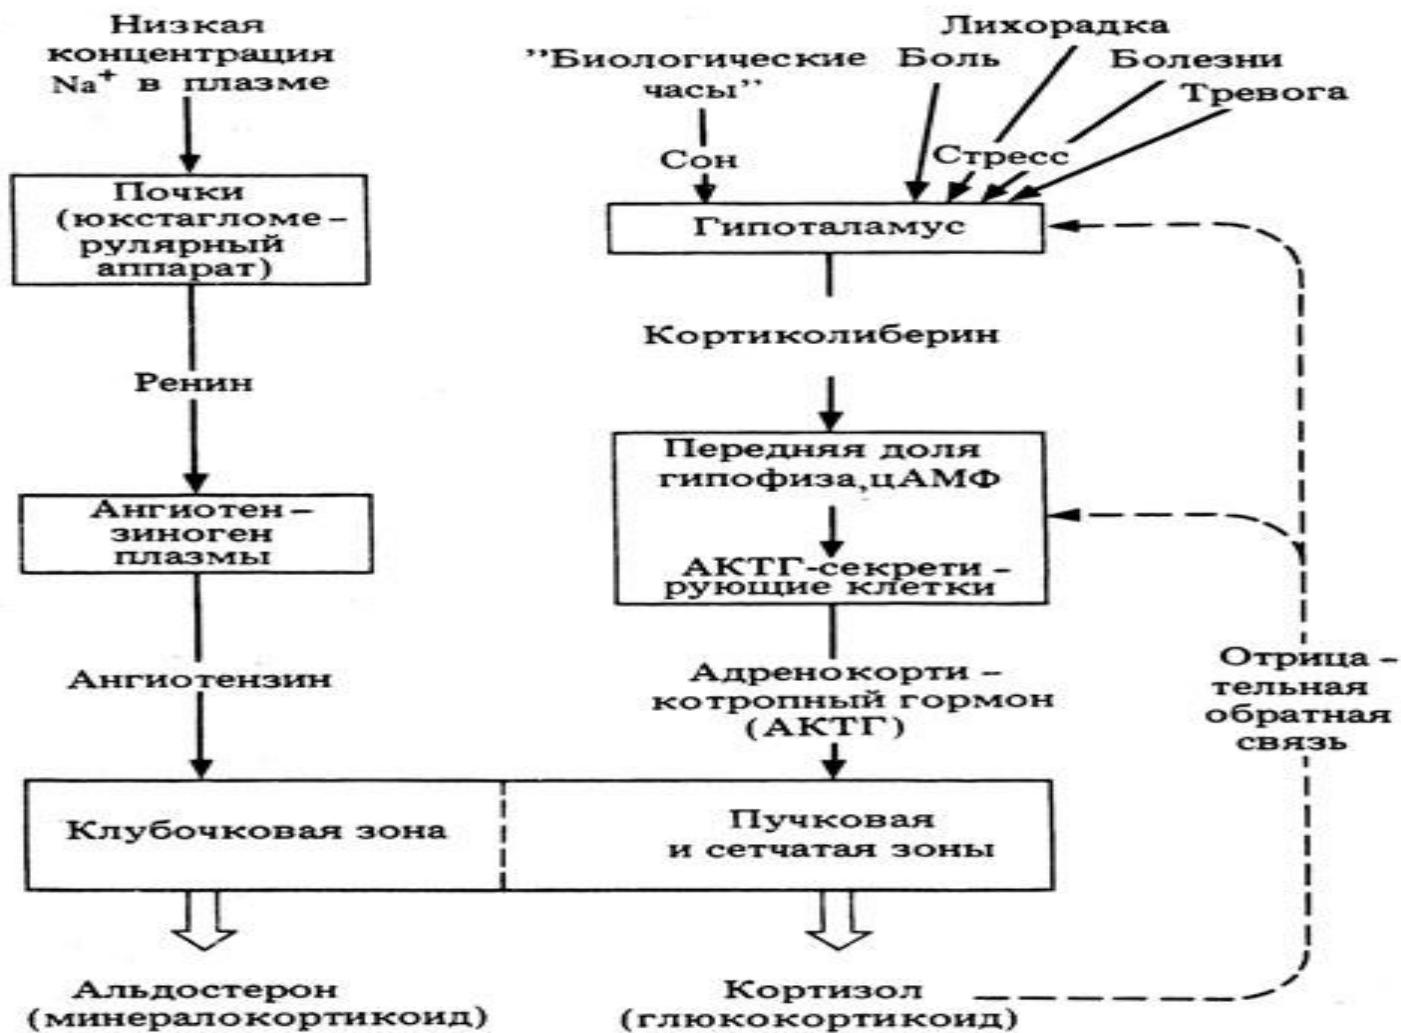 Низкая
концентрация
Na⁺ в плазме
Почки
(юкстагломе –
рулярный
аппарат)
Ренин
Ангиотен –
зиноген
плазмы
Ангиотензин
Клубочковая зона
Альдостерон
(минералокортикоид)
"Биологические
часы"
Сон
Боль
Лихорадка
Болезни
Тревога
Стресс
Гипоталамус
Кортиколиберин
Передняя доля
гипофиза,цАМФ
АКТГ-секрети –
рующие клетки
Адренокорти –
котропный гормон
(АКТГ)
Пучковая
и сетчатая зоны
Кортизол
(глюкокортикоид)
Отрица –
тельная
обратная
связь